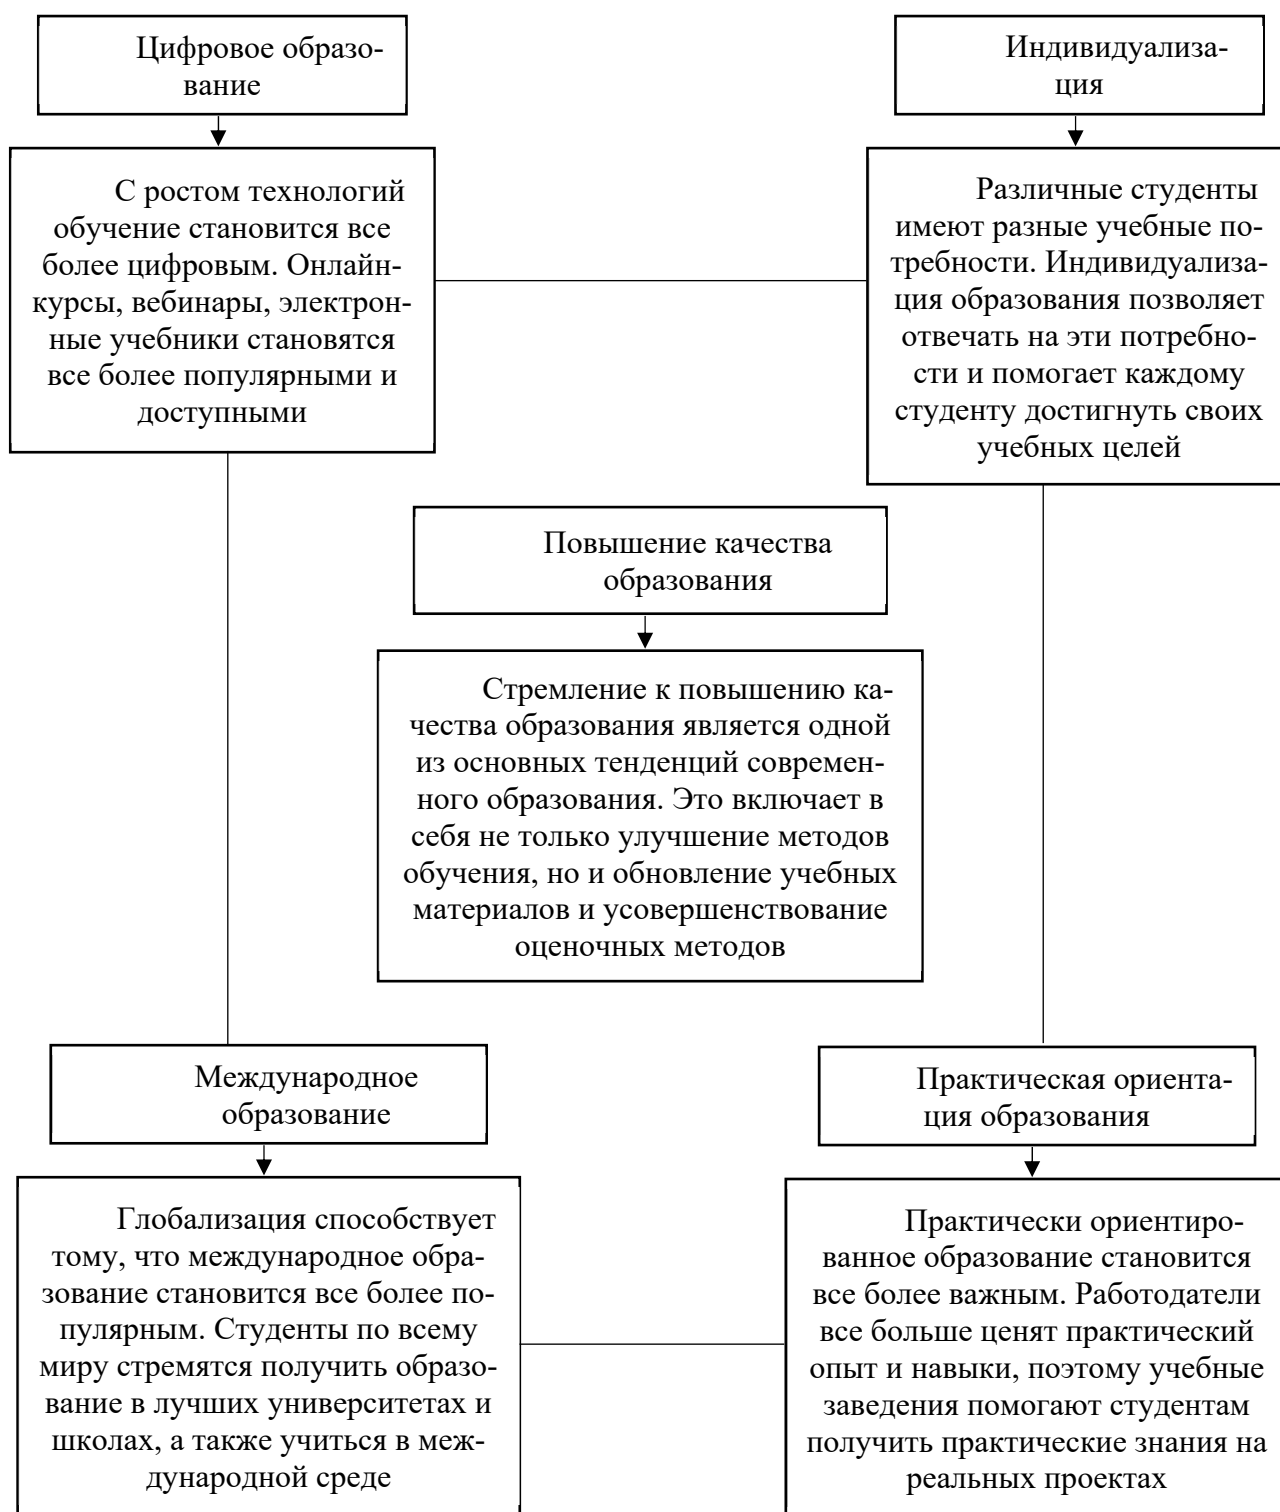 Цифровое образо-
вание
С ростом технологий
обучение становится все
более цифровым. Онлайн-
курсы, вебинары, электрон-
ные учебники становятся
все более популярными и
доступными
Индивидуализа-
ция
Различные студенты
имеют разные учебные по-
требности. Индивидуализа-
ция образования позволяет
отвечать на эти потребно-
сти и помогает каждому
студенту достигнуть своих
учебных целей
Повышение качества
образования
Стремление к повышению ка-
чества образования является одной
из основных тенденций современ-
ного образования. Это включает в
себя не только улучшение методов
обучения, но и обновление учебных
материалов и усовершенствование
оценочных методов
Международное
образование
Глобализация способствует
тому, что международное обра-
зование становится все более по-
пулярным. Студенты по всему
миру стремятся получить образо-
вание в лучших университетах и
школах, а также учиться в меж-
дународной среде
Практическая ориента-
ция образования
Практически ориентиро-
ванное образование становится
все более важным. Работодатели
все больше ценят практический
опыт и навыки, поэтому учебные
заведения помогают студентам
получить практические знания на
реальных проектах